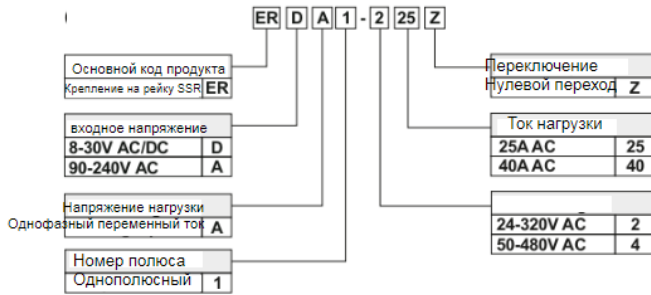 ER D A 1 - 2 25 Z
Основной код продукта
Крепление на рейку SSR ER
входное напряжение
8-30V AC/DC D
90-240V AC A
Напряжение нагрузки
Однофазный переменный ток A
Номер полюса
Однополюсный 1
Переключение
Нулевой переход Z
Ток нагрузки
25A AC 25
40A AC 40
24-320V AC 2
50-480V AC 4